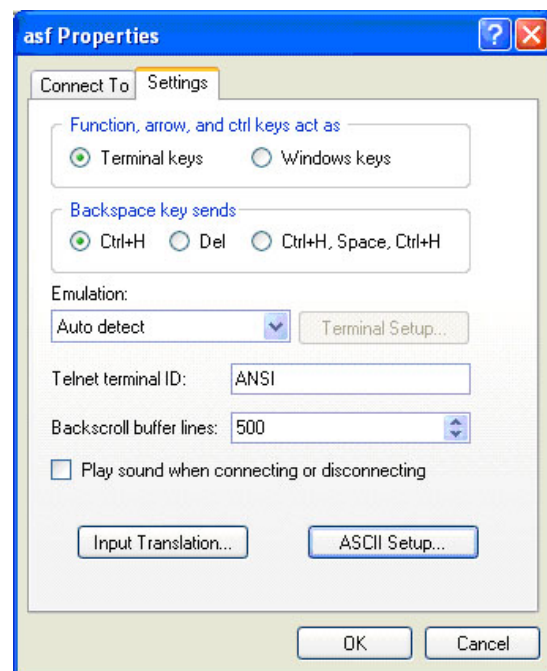 asf Properties
?
Connect To Settings
Function, arrow, and ctrl keys act as
Terminal keys Windows keys
Backspace key sends
Ctrl+H Del Ctrl+H, Space, Ctrl+H
Emulation:
Auto detect Terminal Setup...
Telnet terminal ID: ANSI
Backscroll buffer lines: 500
Play sound when connecting or disconnecting
Input Translation... ASCII Setup...
OK Cancel